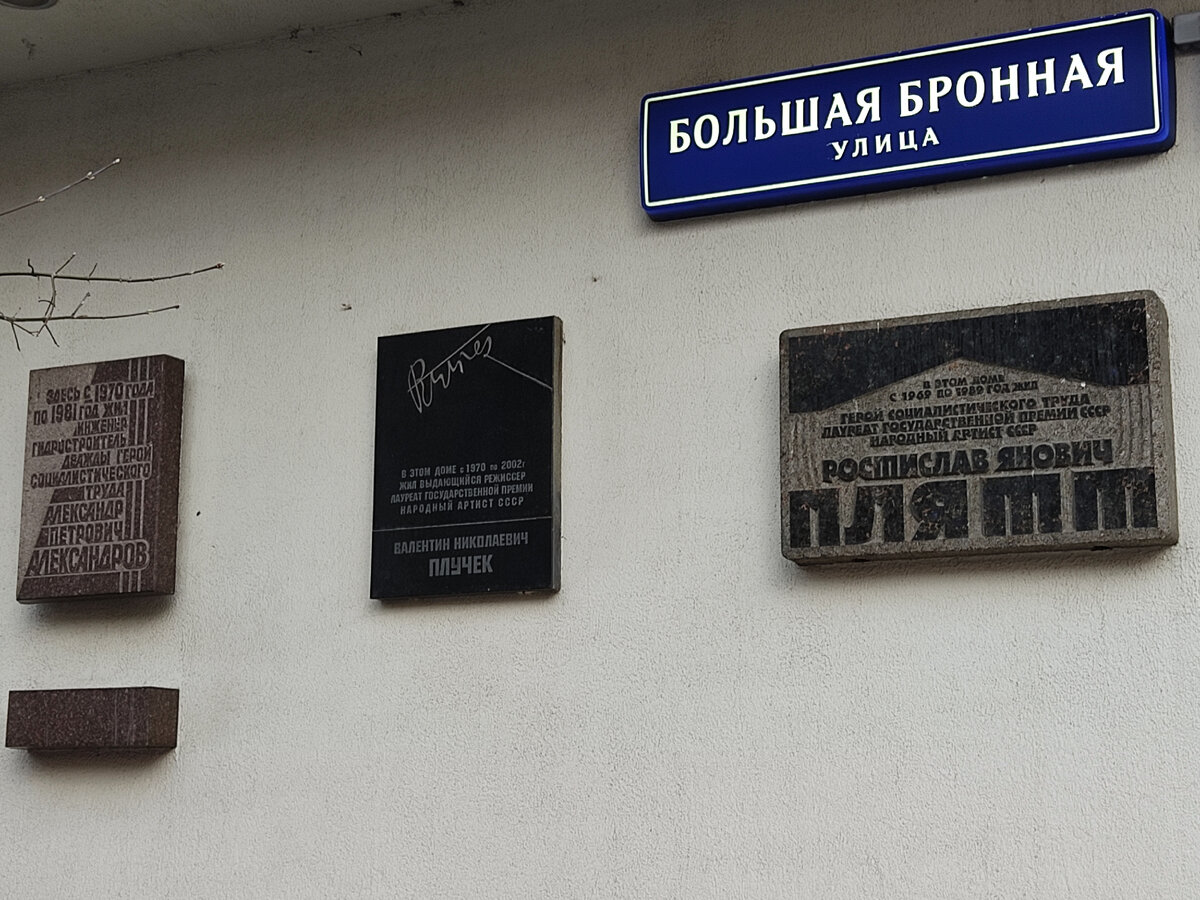 БОЛЬШАЯ БРОННАЯ
УЛИЦА
ЗДЕСЬ С 1970 ГОДА
ПО 1981 ГОД ЖИЛ
ИНЖЕНЕР
ГИДРОСТРОИТЕЛЬ
ДВАЖДЫ ГЕРОЙ
СОЦИАЛИСТИЧЕСКОГО
ТРУДА
АЛЕКСАНДР
ПЕТРОВИЧ
АЛЕКСАНДРОВ
В ЭТОМ ДОМЕ с 1970 по 2002г
ЖИЛ ВЫДАЮЩИЙСЯ РЕЖИССЕР
ЛАУРЕАТ ГОСУДАРСТВЕННОЙ ПРЕМИИ
НАРОДНЫЙ АРТИСТ СССР
ВАЛЕНТИН НИКОЛАЕВИЧ
ПЛУЧЕК
В ЭТОМ ДОМЕ
С 1969 ПО 1989 ГОД ЖИЛ
ГЕРОЙ СОЦИАЛИСТИЧЕСКОГО ТРУДА
ЛАУРЕАТ ГОСУДАРСТВЕННОЙ ПРЕМИИ СССР
НАРОДНЫЙ АРТИСТ СССР
РОСТИСЛАВ ЯНОВИЧ
ПЛЯТТ